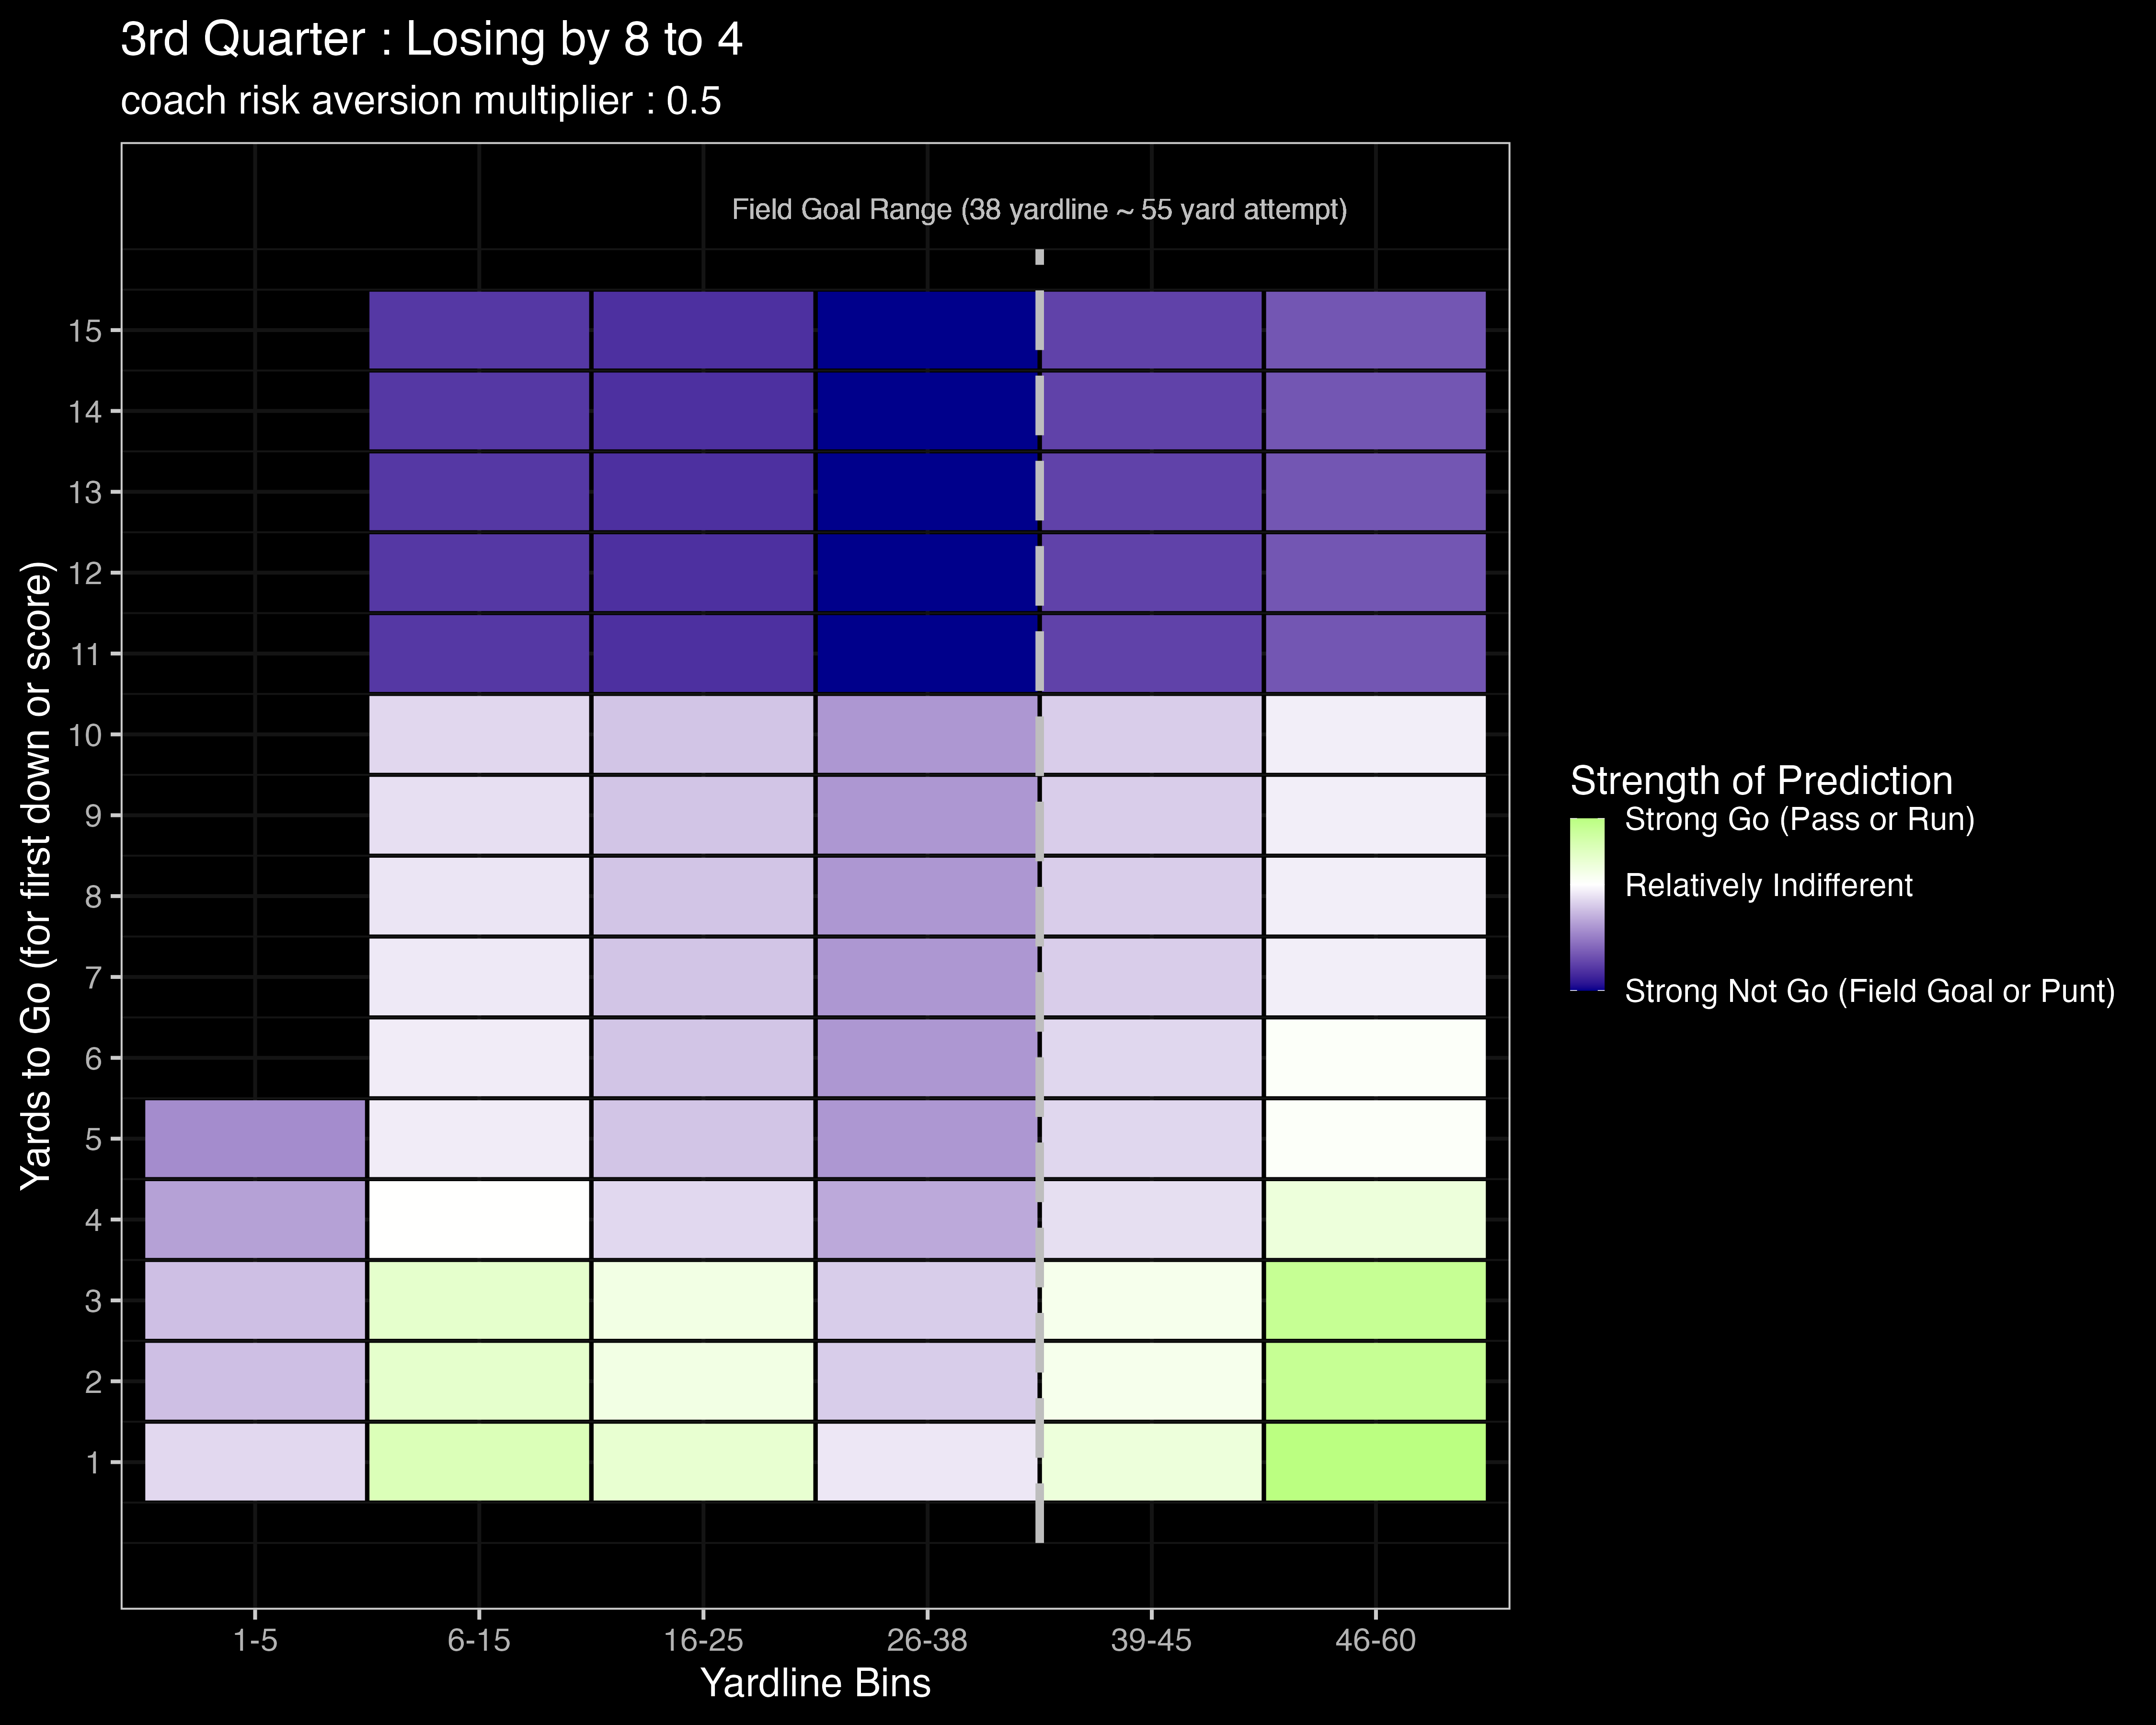 3rd Quarter : Losing by 8 to 4
coach risk aversion multiplier : 0.5
Field Goal Range (38 yardline ~ 55 yard attempt)
Yards to Go (for first down or score)
15
14
13
12
11
10
9
8
7
6
5
4
3
2
1
1-5
6-15
16-25
26-38
39-45
46-60
Yardline Bins
Strength of Prediction
Strong Go (Pass or Run)
Relatively Indifferent
Strong Not Go (Field Goal or Punt)